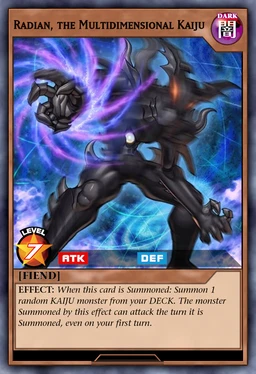 Radian, the Multidimensional Kaiju
DARK
闇
LEVEL
7
ATK
DEF
[FIEND]
EFFECT: When this card is Summoned: Summon 1
random KAIJU monster from your DECK. The monster
Summoned by this effect can attack the turn it is
Summoned, even on your first turn.